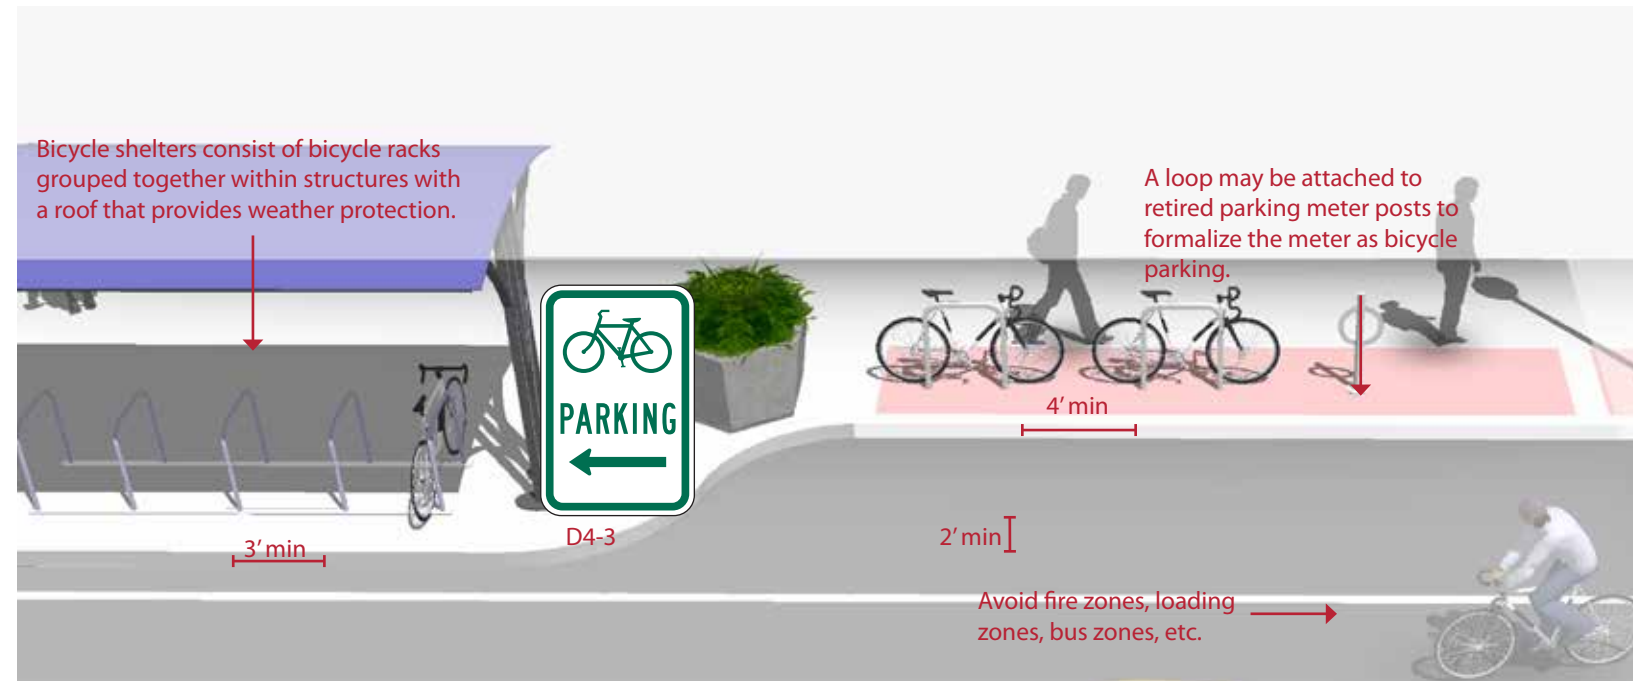 Bicycle shelters consist of bicycle racks
grouped together within structures with
a roof that provides weather protection.
A loop may be attached to
retired parking meter posts to
formalize the meter as bicycle
parking.
PARKING
D4-3
4’ min
3’ min
2’ min
Avoid fire zones, loading
zones, bus zones, etc.